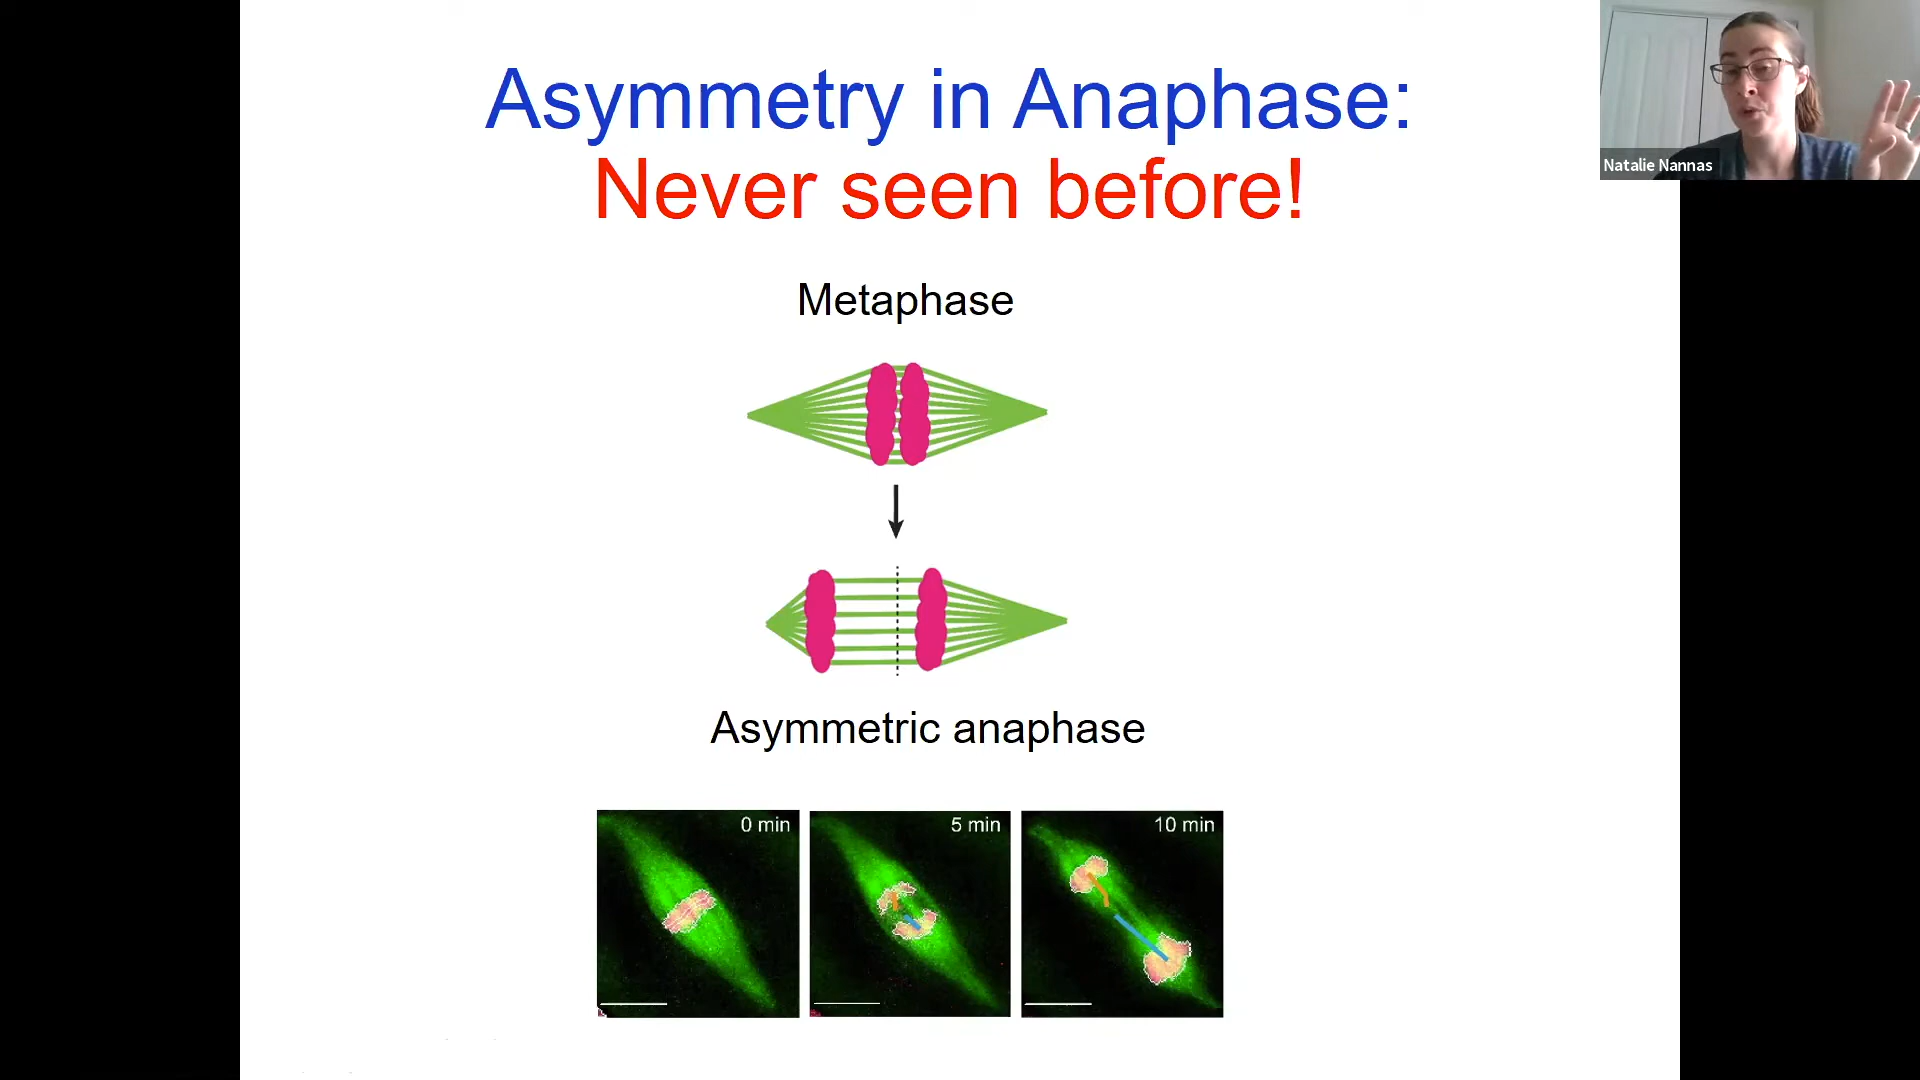 Asymmetry in Anaphase:
Never seen before!
Natalie Nannas
Metaphase
Asymmetric anaphase
0 min
5 min
10 min